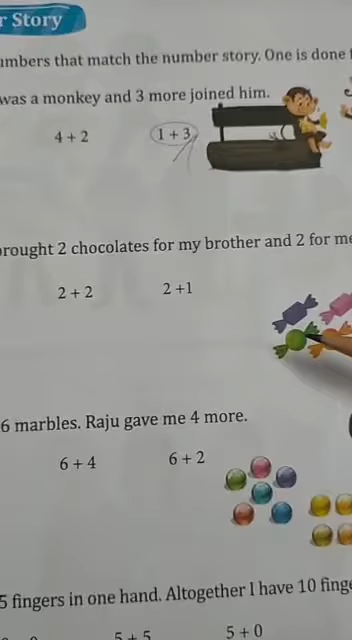 r Story
umbers that match the number story. One is done
was a monkey and 3 more joined him.
4 + 2 1 + 3
brought 2 chocolates for my brother and 2 for me
2 + 2 2 +1
6 marbles. Raju gave me 4 more.
6 + 4 6 + 2
5 fingers in one hand. Altogether I have 10 finge
5 + 5 5 + 0